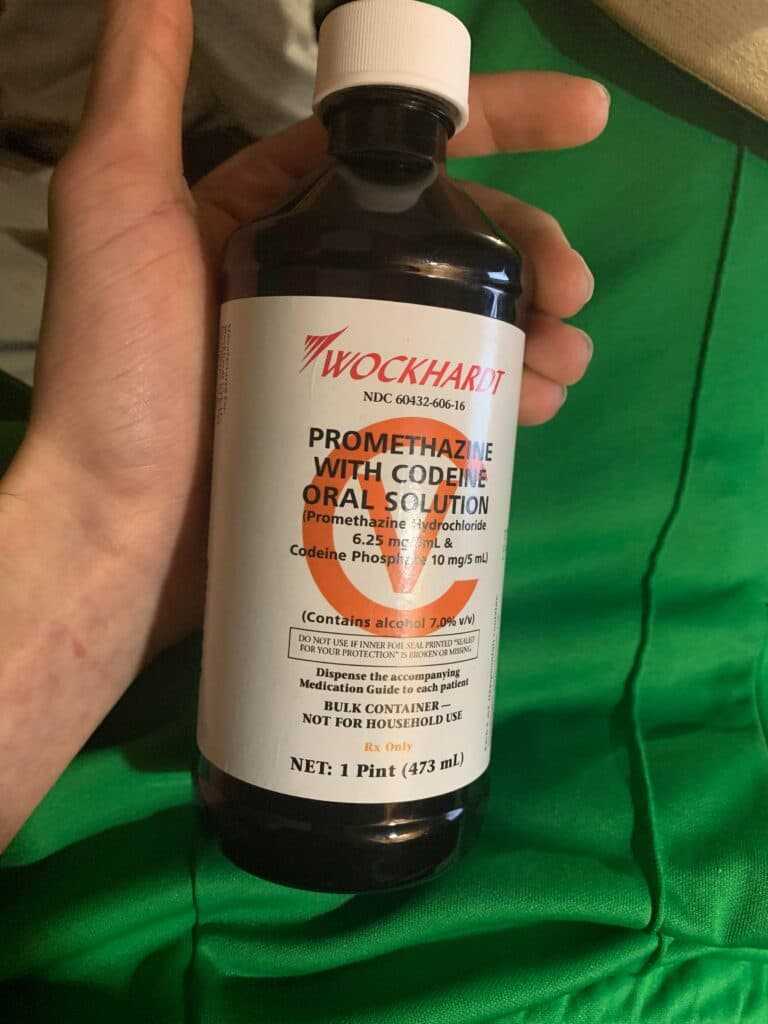 WOCKHARDT
NDC 60432-606-16
PROMETHAZINE
WITH CODEINE
ORAL SOLUTION
(Promethazine Hydrochloride
6.25 mg/5mL &
Codeine Phosphate 10 mg/5 mL)
(Contains alcohol 7.0% v/v)
DO NOT USE IF INNER FOIL SEAL PRINTED "SEALED
FOR YOUR PROTECTION" IS BROKEN OR MISSING.
Dispense the accompanying
Medication Guide to each patient
BULK CONTAINER—
NOT FOR HOUSEHOLD USE
Rx Only
NET: 1 Pint (473 mL)